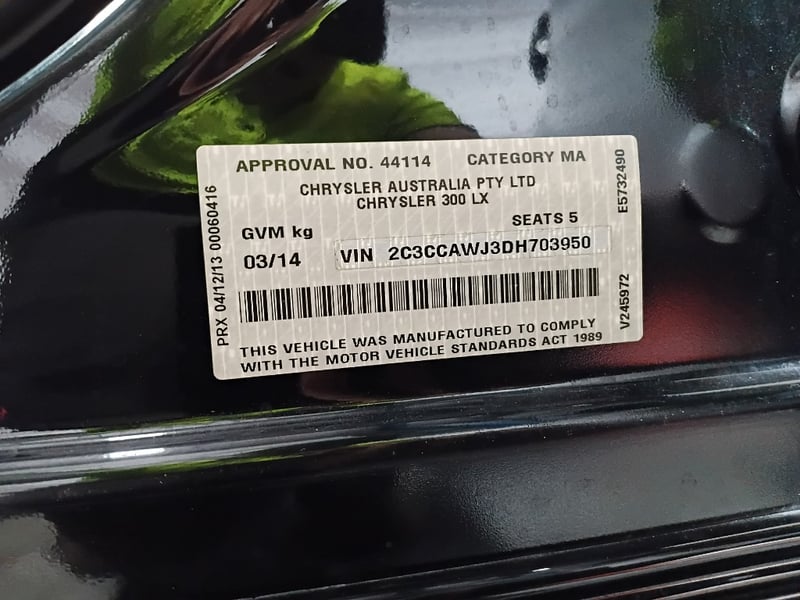 APPROVAL NO. 44114 CATEGORY MA
CHRYSLER AUSTRALIA PTY LTD
CHRYSLER 300 LX
SEATS 5
GVM kg
03/14 VIN 2C3CCAWJ3DH703950
THIS VEHICLE WAS MANUFACTURED TO COMPLY
WITH THE MOTOR VEHICLE STANDARDS ACT 1989
PRX 04/12/13 00060416
E5732490
V245972